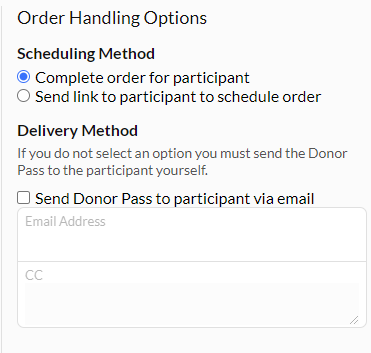 Order Handling Options
Scheduling Method
Complete order for participant
Send link to participant to schedule order
Delivery Method
If you do not select an option you must send the Donor
Pass to the participant yourself.
Send Donor Pass to participant via email
Email Address
CC